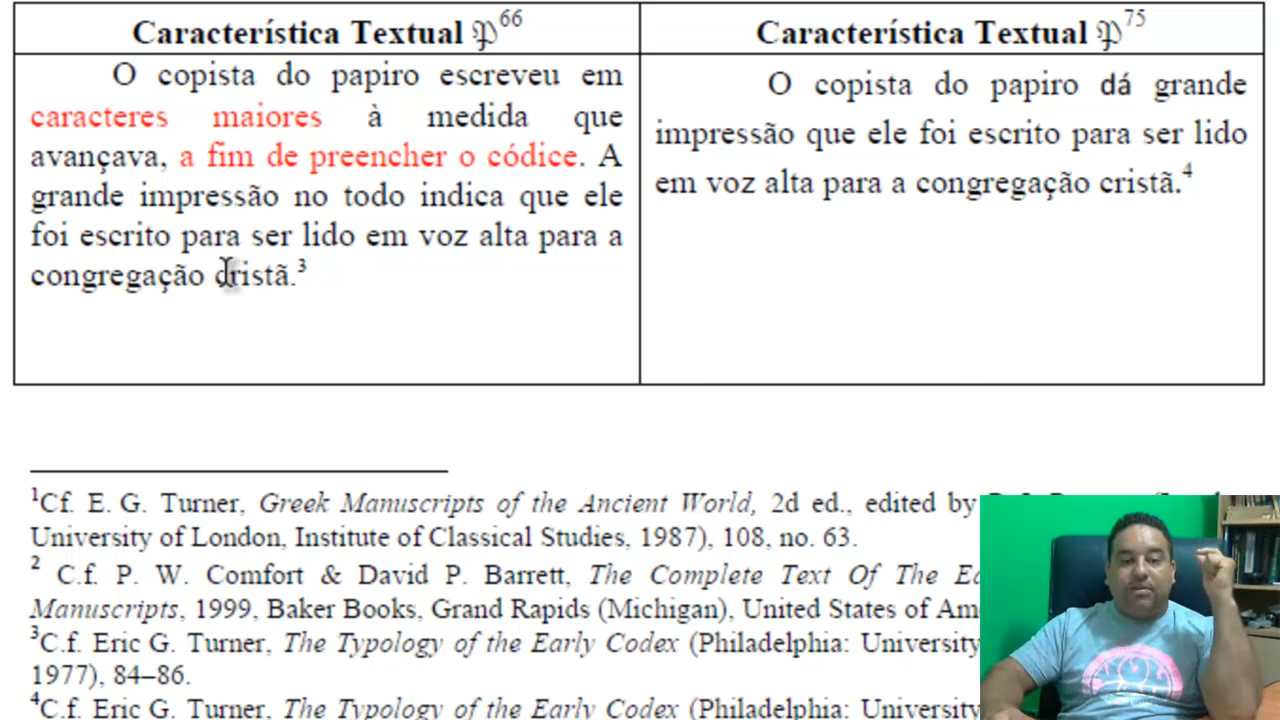 Característica Textual 𝔓66
O copista do papiro escreveu em
caracteres maiores à medida que
avançava, a fim de preencher o códice. A
grande impressão no todo indica que ele
foi escrito para ser lido em voz alta para a
congregação cristã.3
Característica Textual 𝔓75
O copista do papiro dá grande
impressão que ele foi escrito para ser lido
em voz alta para a congregação cristã.4
1Cf. E. G. Turner, Greek Manuscripts of the Ancient World, 2d ed., edited by
University of London, Institute of Classical Studies, 1987), 108, no. 63.
2 C.f. P. W. Comfort & David P. Barrett, The Complete Text Of The
Manuscripts, 1999, Baker Books, Grand Rapids (Michigan), United States of
3C.f. Eric G. Turner, The Typology of the Early Codex (Philadelphia: University
1977), 84–86.
4C.f. Eric G. Turner, The Typology of the Early Codex (Philadelphia: University